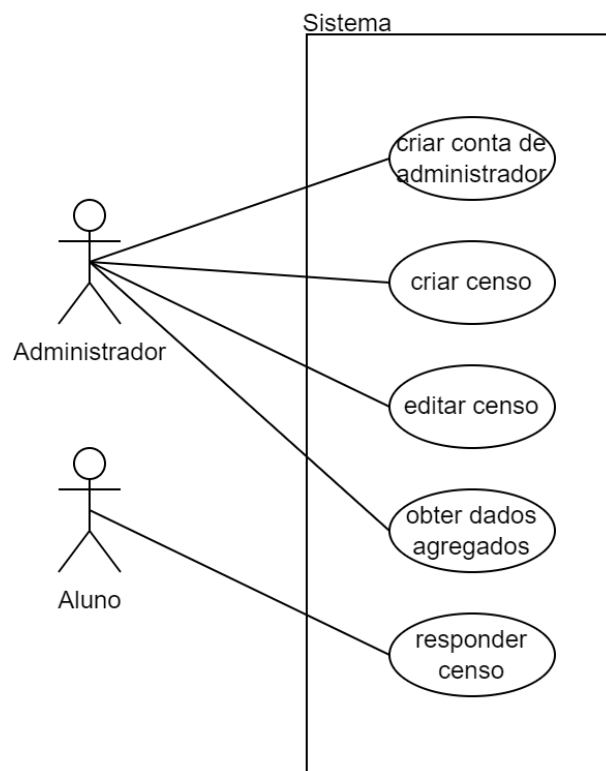 Sistema
criar conta de
administrador
criar censo
Administrador
editar censo
obter dados
agregados
Aluno
responder
censo